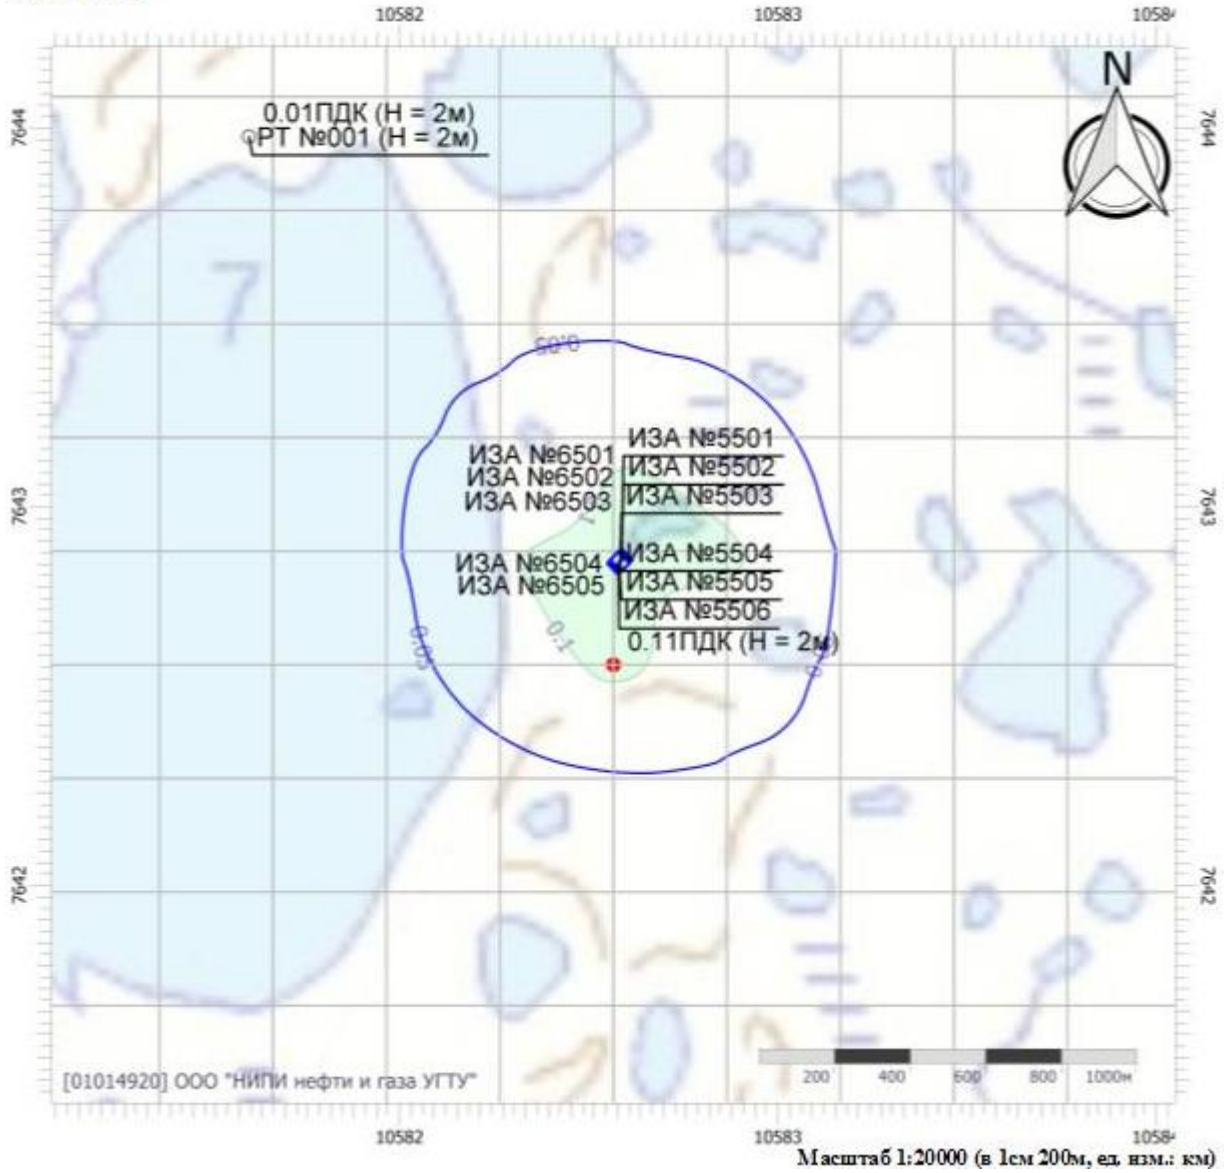 10582 10583 1058
0.01ПДК (Н = 2м)
РТ №001 (Н = 2м)
N
7644 7644
0.05
ИЗА №5501
ИЗА №6501
ИЗА №5502
ИЗА №6502
ИЗА №5503
ИЗА №6503
7643 7643
ИЗА №5504
ИЗА №6504
ИЗА №5505
ИЗА №6505
ИЗА №5506
0.1
0.05
0.11ПДК (Н = 2м)
7642 7642
[01014920] ООО "НИПИ нефти и газа УГТУ"
200 400 600 800 1000м
10582 10583 1058
Масштаб 1:20000 (в 1см 200м, ед. изм.: км)